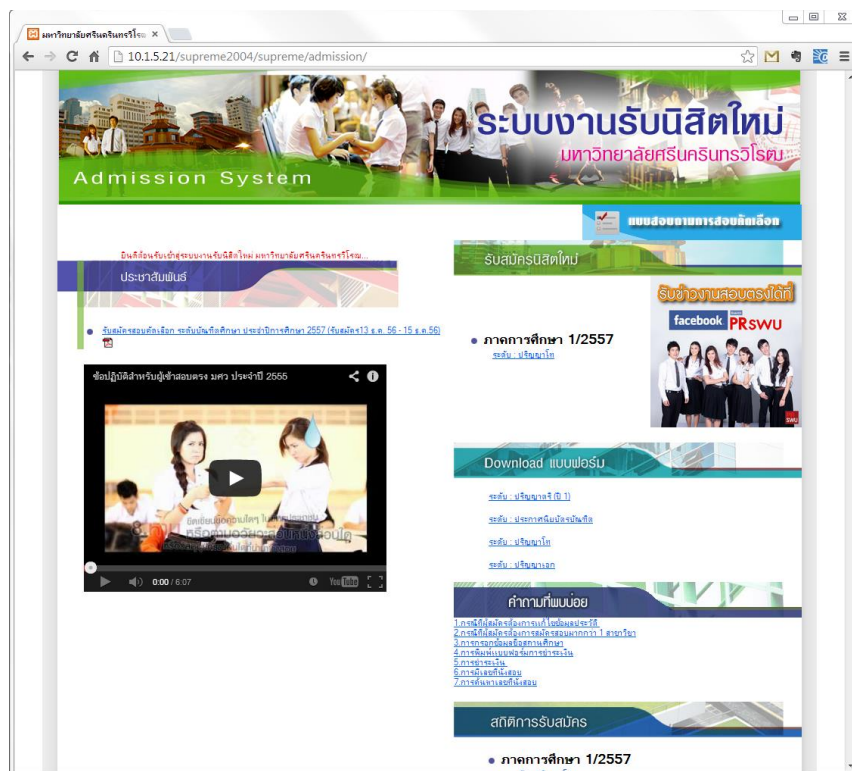 มหาวิทยาลัยศรีนครินทรวิโรฒ
10.1.5.21/supreme2004/supreme/admission/
ระบบงานรับนิสิตใหม่
มหาวิทยาลัยศรีนครินทรวิโรฒ
Admission System
แบบสอบถามการสอบคัดเลือก
ยินดีต้อนรับเข้าสู่ระบบงานรับนิสิตใหม่ มหาวิทยาลัยศรีนครินทรวิโรฒ...
ประชาสัมพันธ์
รับสมัครสอบคัดเลือก ระดับบัณฑิตศึกษา ประจำปีการศึกษา 2557 (รับสมัคร13 ธ.ค. 56 - 15 ธ.ค.56)
ข้อปฏิบัติสำหรับผู้เข้าสอบตรง มศว ประจำปี 2555
8.ห้าม
0:00 / 6:07
YouTube
รับสมัครนิสิตใหม่
ภาคการศึกษา 1/2557
ระดับ : ปริญญาโท
รับข่าวงานสอบตรงได้ที่
facebook PRSWU
SWU
Download แบบฟอร์ม
ระดับ : ปริญญาตรี (ปี 1)
ระดับ : ประกาศนียบัตรบัณฑิต
ระดับ : ปริญญาโท
ระดับ : ปริญญาเอก
คำถามที่พบบ่อย
1.กรณีที่ผู้สมัครต้องการแก้ไขข้อมูลประวัติ
2.กรณีผู้สมัครต้องการสมัครสอบมากกว่า 1 สาขาวิชา
3.การกรอกข้อมูลชื่อสถานศึกษา
4.การพิมพ์แบบฟอร์มการชำระเงิน
5.การชำระเงิน
6.การมีเลขที่นั่งสอบ
7.การค้นหาเลขที่นั่งสอบ
สถิติการรับสมัคร
ภาคการศึกษา 1/2557